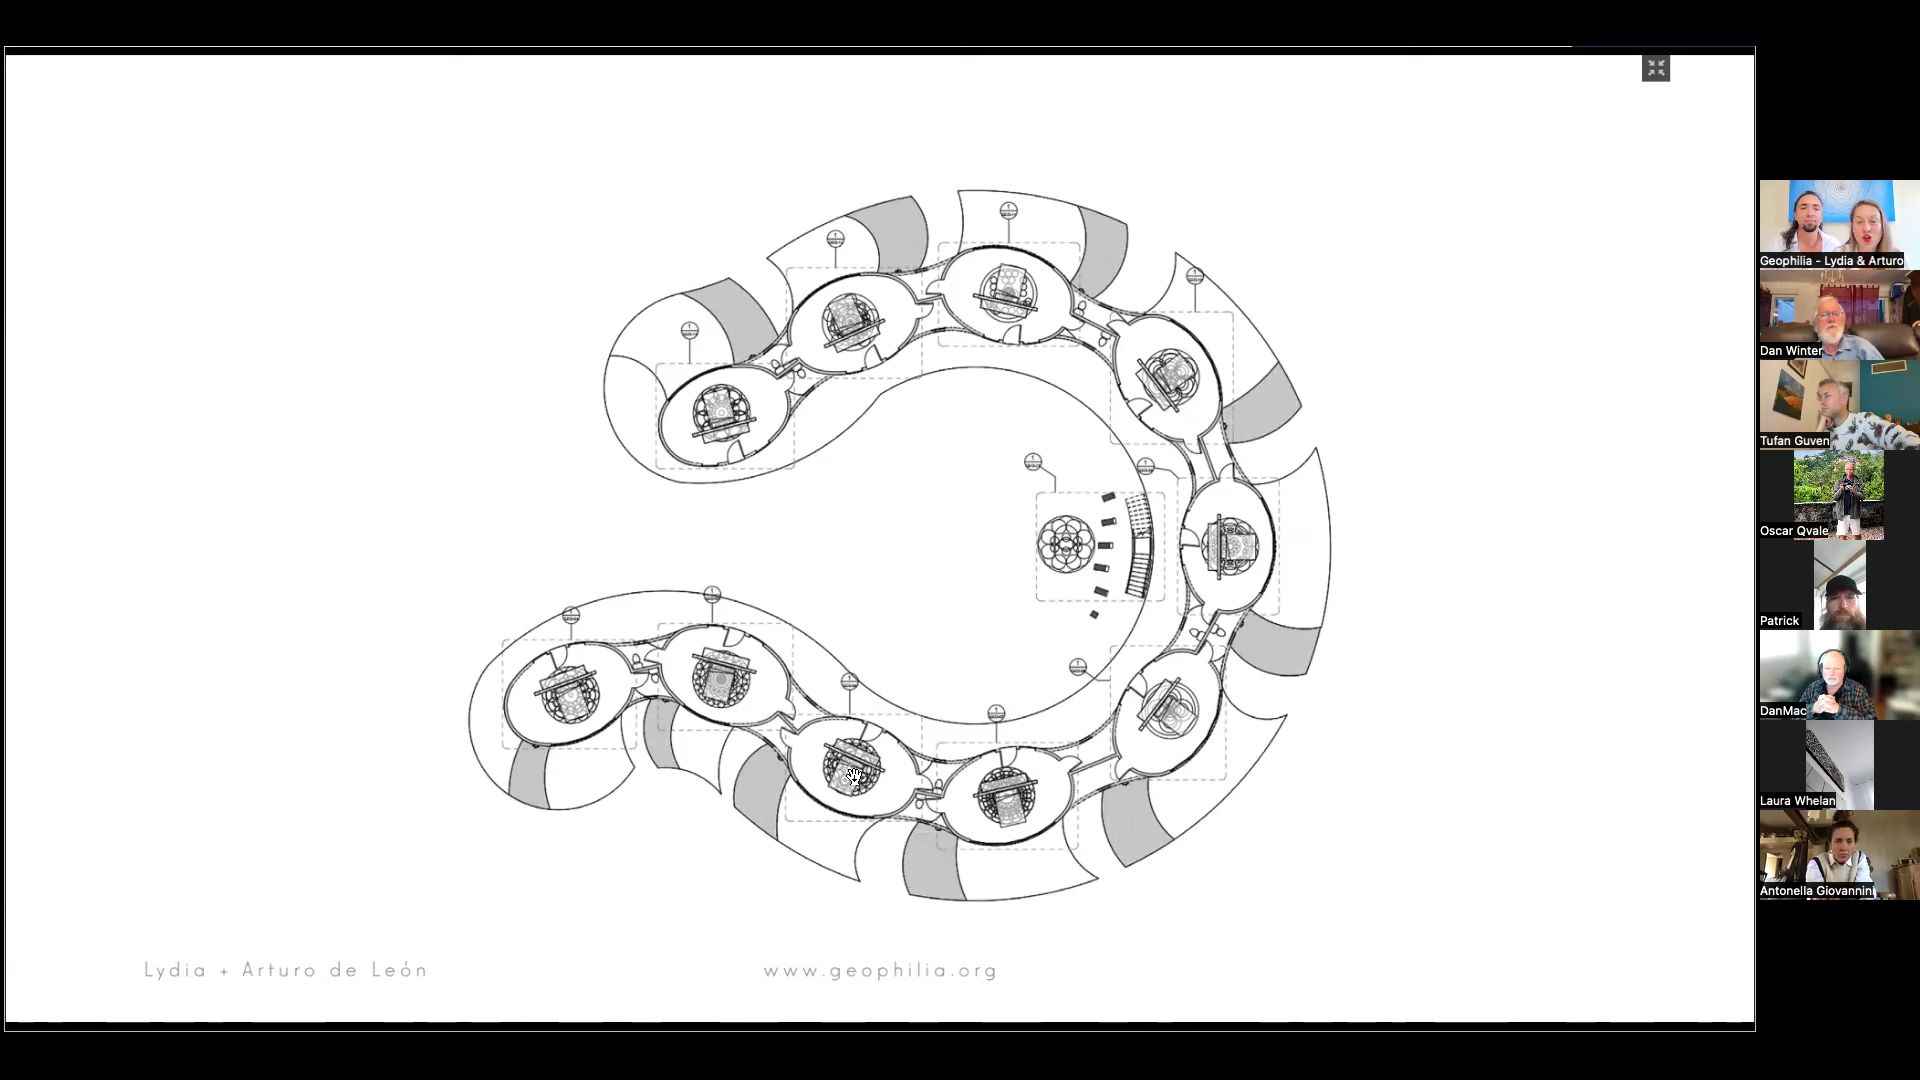 Lydia + Arturo de León
www.geophilia.org
Geophilia - Lydia & Arturo
Dan Winter
Tufan Guven
Oscar Qvale
Patrick
DanMac
Laura Whelan
Antonella Giovannini